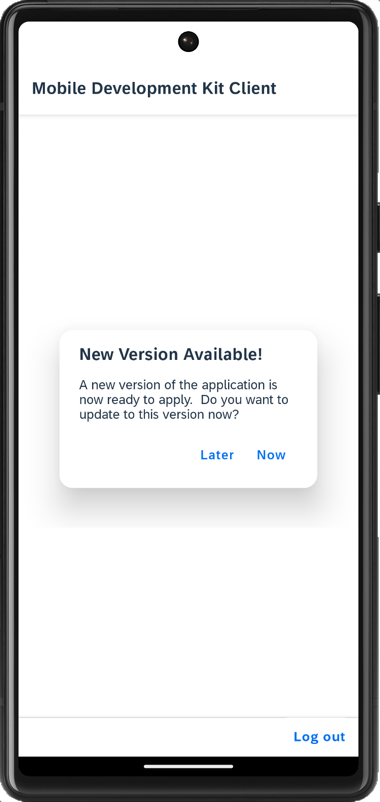 Mobile Development Kit Client
New Version Available!
A new version of the application is
now ready to apply.  Do you want to
update to this version now?
Later Now
Log out